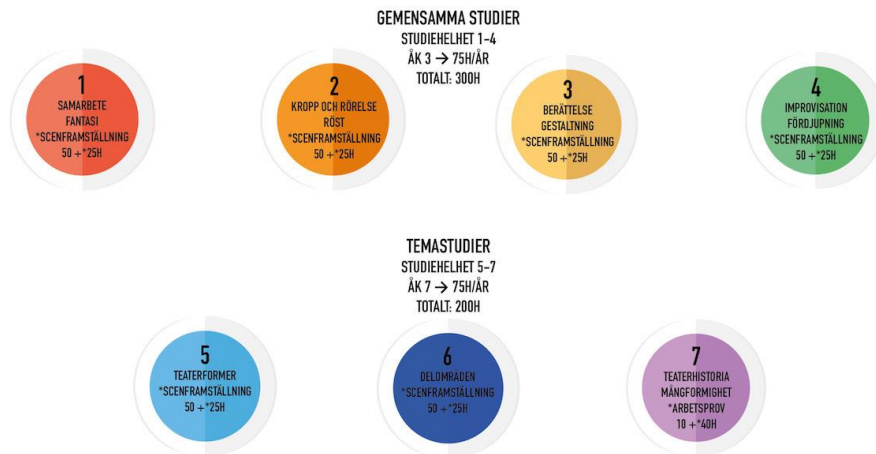 GEMENSAMMA STUDIER
STUDIEHELHET 1-4
ÅK 3 → 75H/ÅR
TOTALT: 300H
1
SAMARBETE
FANTASI
*SCENFRAMSTÄLLNING
50 +*25H
2
KROPP OCH RÖRELSE
RÖST
*SCENFRAMSTÄLLNING
50 +*25H
3
BERÄTTELSE
GESTALTNING
*SCENFRAMSTÄLLNING
50 +*25H
4
IMPROVISATION
FÖRDJUPNING
*SCENFRAMSTÄLLNING
50 +*25H
TEMASTUDIER
STUDIEHELHET 5-7
ÅK 7 → 75H/ÅR
TOTALT: 200H
5
TEATERFORMER
*SCENFRAMSTÄLLNING
50 +*25H
6
DELOMRÅDEN
*SCENFRAMSTÄLLNING
50 +*25H
7
TEATERHISTORIA
MÅNGFORMIGHET
*ARBETSPROV
10 +*40H